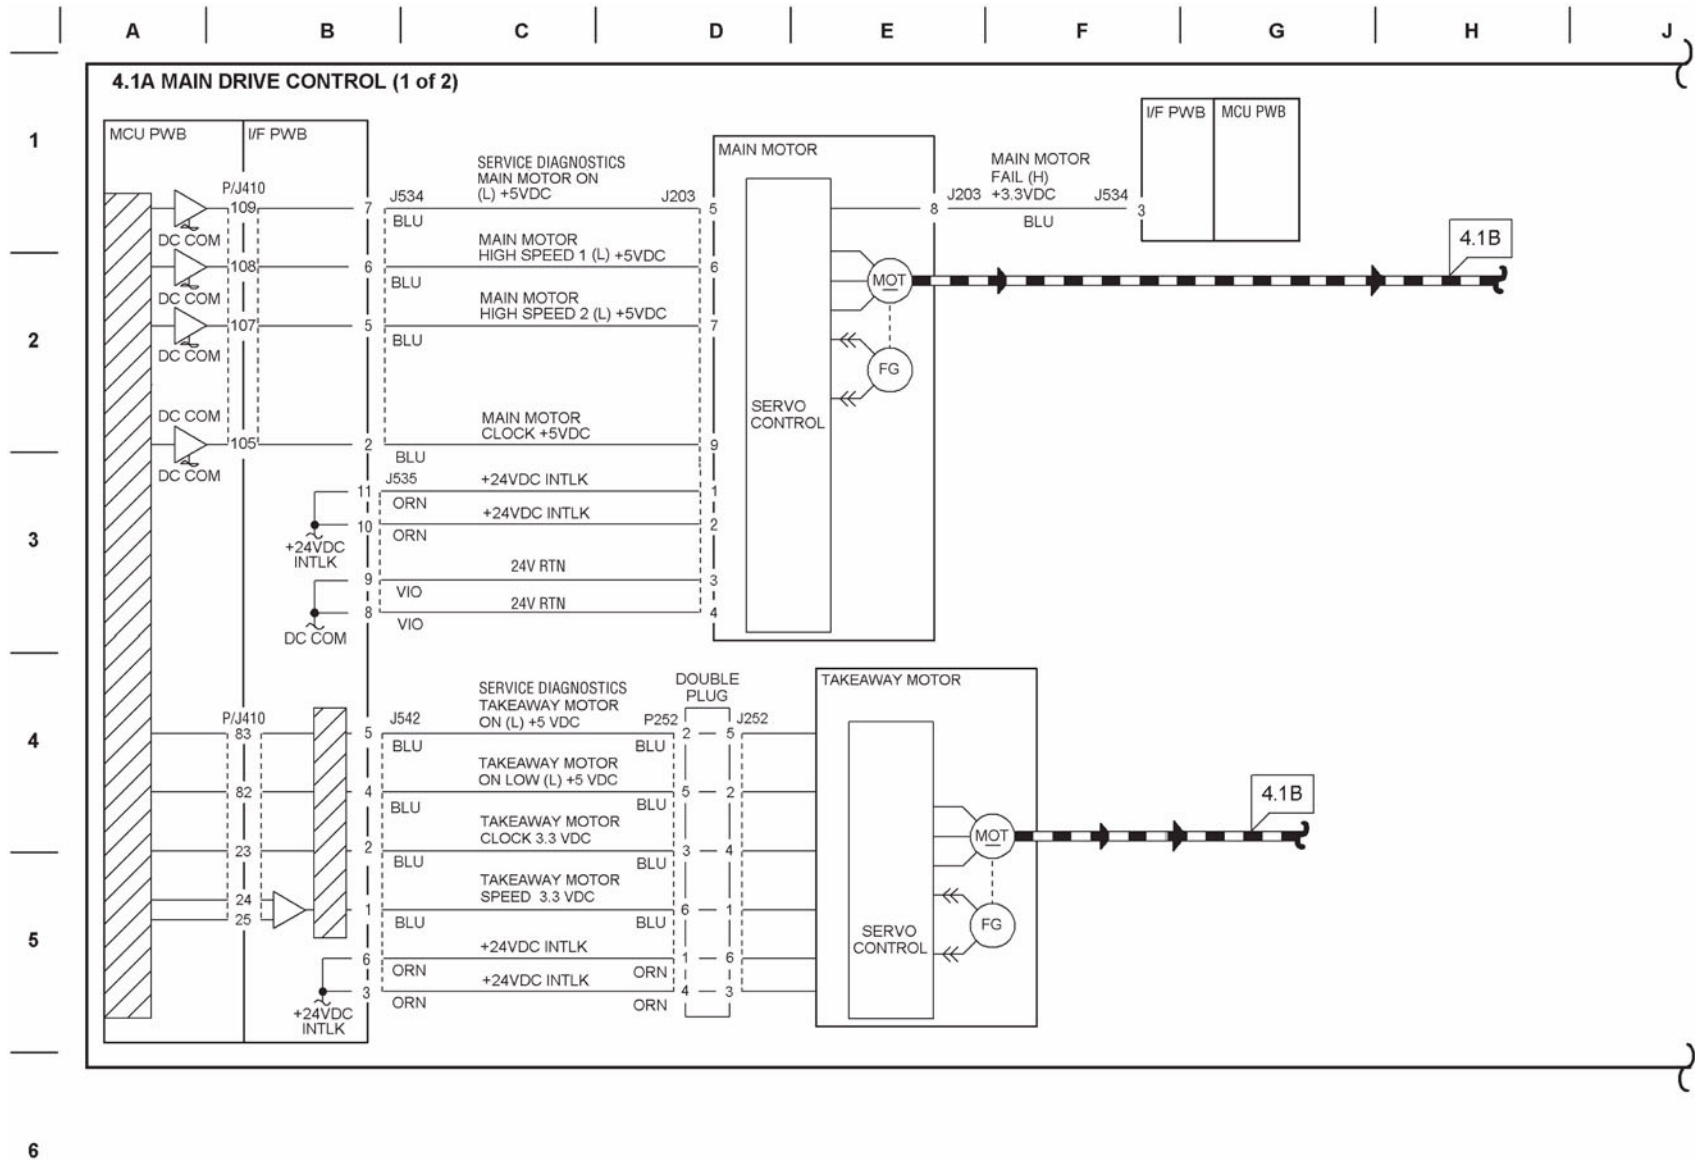 A B C D E F G H J
4.1A MAIN DRIVE CONTROL (1 of 2)
1
2
3
4
5
6
MCU PWB
I/F PWB
P/J410
109
DC COM
108
DC COM
107
DC COM
DC COM
105
DC COM
7
J534
BLU
6
BLU
5
BLU
2
BLU
SERVICE DIAGNOSTICS
MAIN MOTOR ON
(L) +5VDC
MAIN MOTOR
HIGH SPEED 1 (L) +5VDC
MAIN MOTOR
HIGH SPEED 2 (L) +5VDC
MAIN MOTOR
CLOCK +5VDC
J203
5
6
7
9
1
2
3
4
J535
11
ORN
+24VDC INTLK
10
ORN
+24VDC INTLK
+24VDC
INTLK
9
VIO
24V RTN
8
VIO
24V RTN
DC COM
MAIN MOTOR
SERVO
CONTROL
MOT
FG
8
J203
MAIN MOTOR
FAIL (H)
+3.3VDC
BLU
J534
3
I/F PWB
MCU PWB
4.1B
P/J410
83
82
23
24
25
J542
5
BLU
4
BLU
2
BLU
1
BLU
6
ORN
3
ORN
+24VDC
INTLK
SERVICE DIAGNOSTICS
TAKEAWAY MOTOR
ON (L) +5 VDC
TAKEAWAY MOTOR
ON LOW (L) +5 VDC
TAKEAWAY MOTOR
CLOCK 3.3 VDC
TAKEAWAY MOTOR
SPEED 3.3 VDC
+24VDC INTLK
+24VDC INTLK
DOUBLE
PLUG
P252
J252
BLU
2
5
BLU
5
2
BLU
3
4
BLU
6
1
ORN
1
6
ORN
4
3
TAKEAWAY MOTOR
SERVO
CONTROL
MOT
FG
4.1B